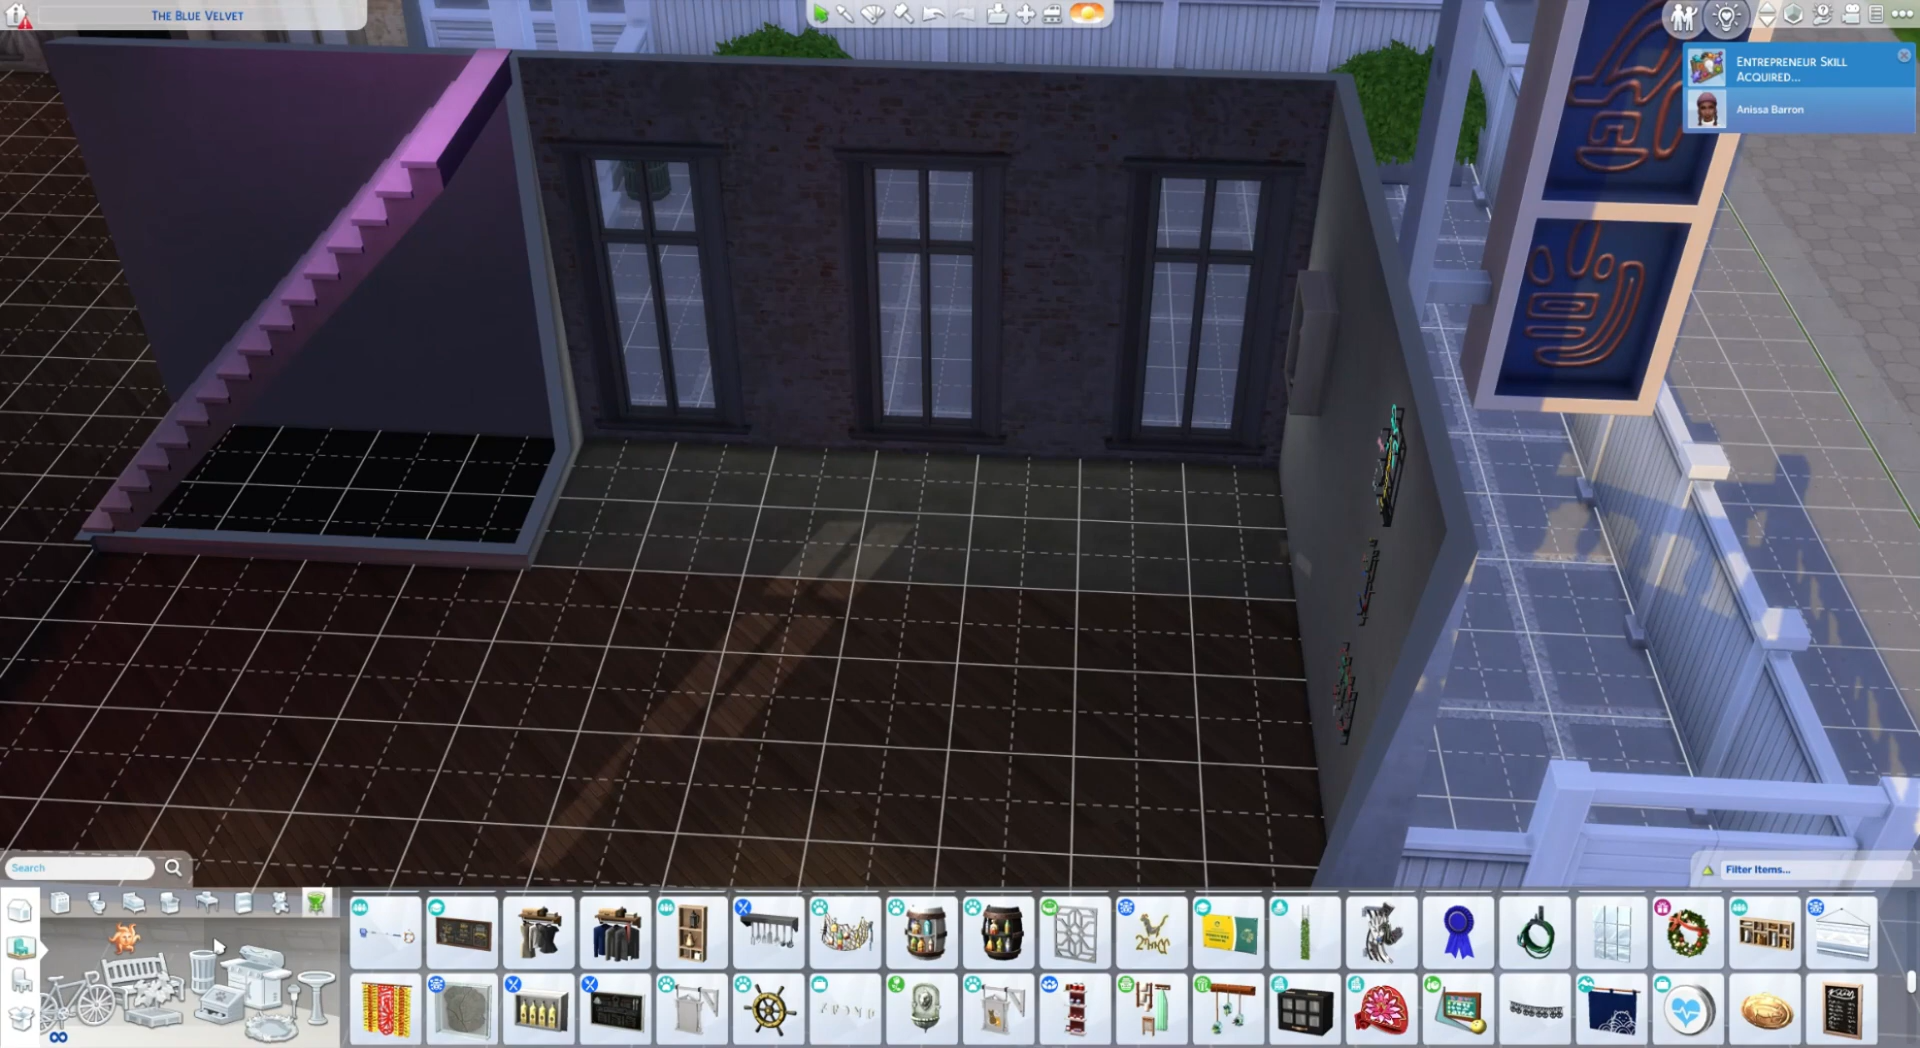 THE BLUE VELVET
ENTREPRENEUR SKILL
ACQUIRED...
Anissa Barron
Search
Filter Items...